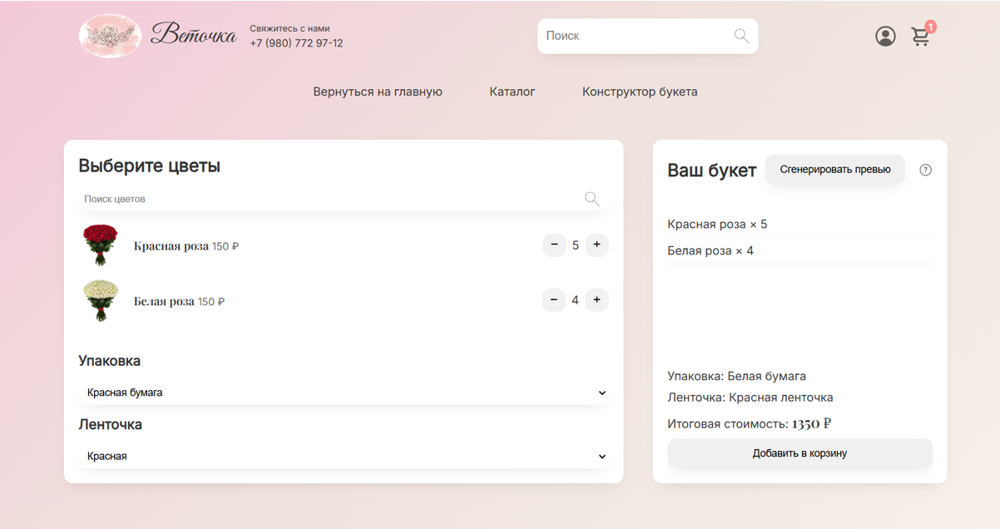 Веточка
Свяжитесь с нами
+7 (980) 772 97-12
Поиск
1
Вернуться на главную
Каталог
Конструктор букета
Выберите цветы
Поиск цветов
Красная роза 150 ₽
− 5 +
Белая роза 150 ₽
− 4 +
Упаковка
Красная бумага
Ленточка
Красная
Ваш букет
Сгенерировать превью
?
Красная роза × 5
Белая роза × 4
Упаковка: Белая бумага
Ленточка: Красная ленточка
Итоговая стоимость: 1350 ₽
Добавить в корзину